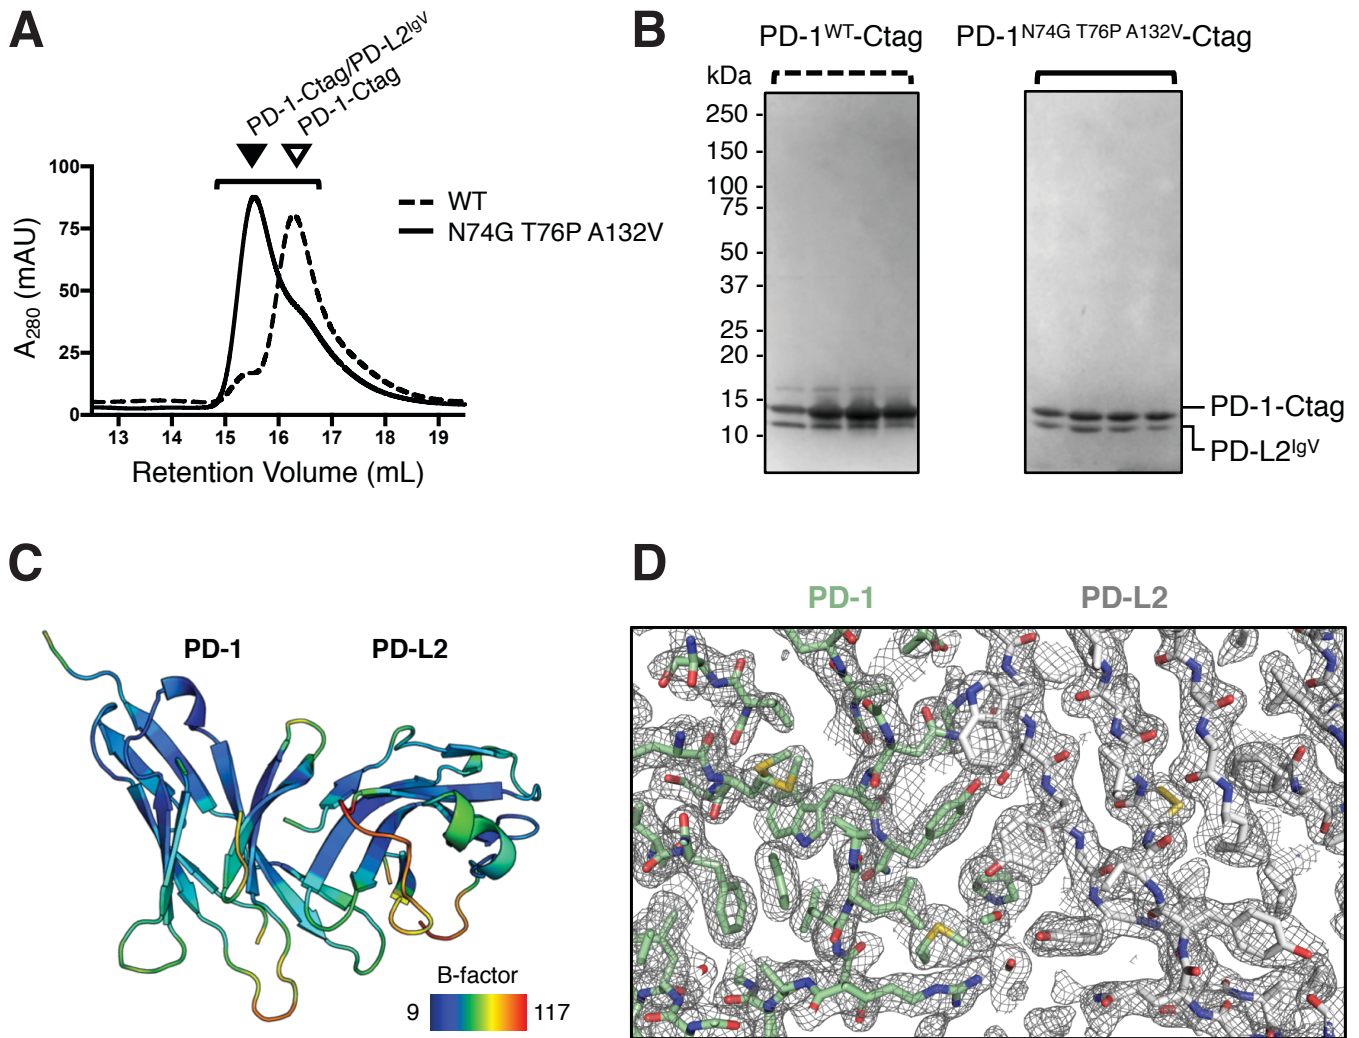 A
PD-1-Ctag/PD-L2IgV
PD-1-Ctag
100
75
50
25
0
A280 (mAU)
13 14 15 16 17 18 19
Retention Volume (mL)
WT
N74G T76P A132V
B
PD-1WT-Ctag
PD-1N74G T76P A132V-Ctag
kDa
250 -
150 -
100 -
75 -
50 -
37 -
25 -
20 -
15 -
10 -
PD-1-Ctag
PD-L2IgV
C
PD-1
PD-L2
B-factor
9
117
D
PD-1
PD-L2